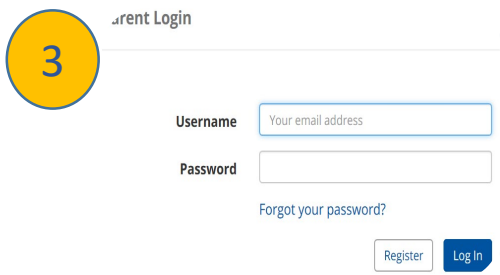 arent Login
3
Username
Your email address
Password
Forgot your password?
Register
Log In